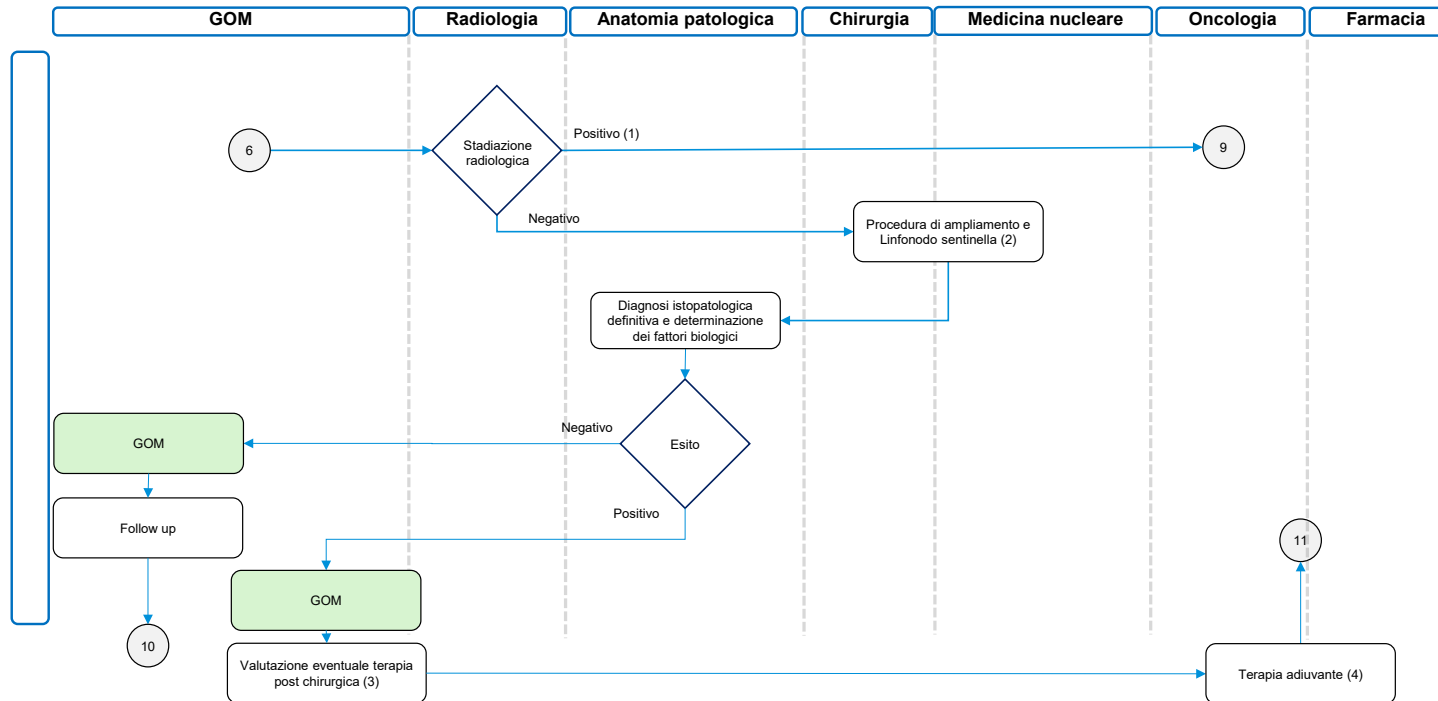 GOM
Radiologia
Anatomia patologica
Chirurgia
Medicina nucleare
Oncologia
Farmacia
6
Stadiazione
radiologica
Positivo (1)
9
Negativo
Procedura di ampliamento e
Linfonodo sentinella (2)
Diagnosi istopatologica
definitiva e determinazione
dei fattori biologici
Esito
Negativo
GOM
Follow up
10
Positivo
GOM
Valutazione eventuale terapia
post chirurgica (3)
Terapia adiuvante (4)
11